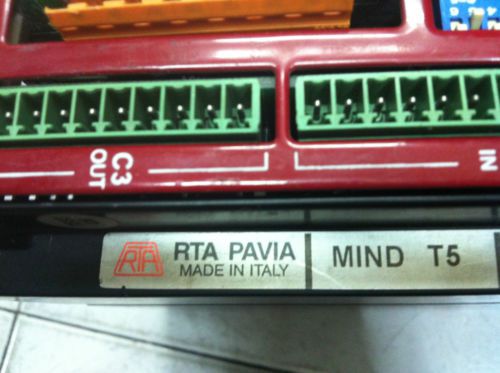 C3
OUT
IN
RTA
RTA PAVIA
MADE IN ITALY
MIND T5